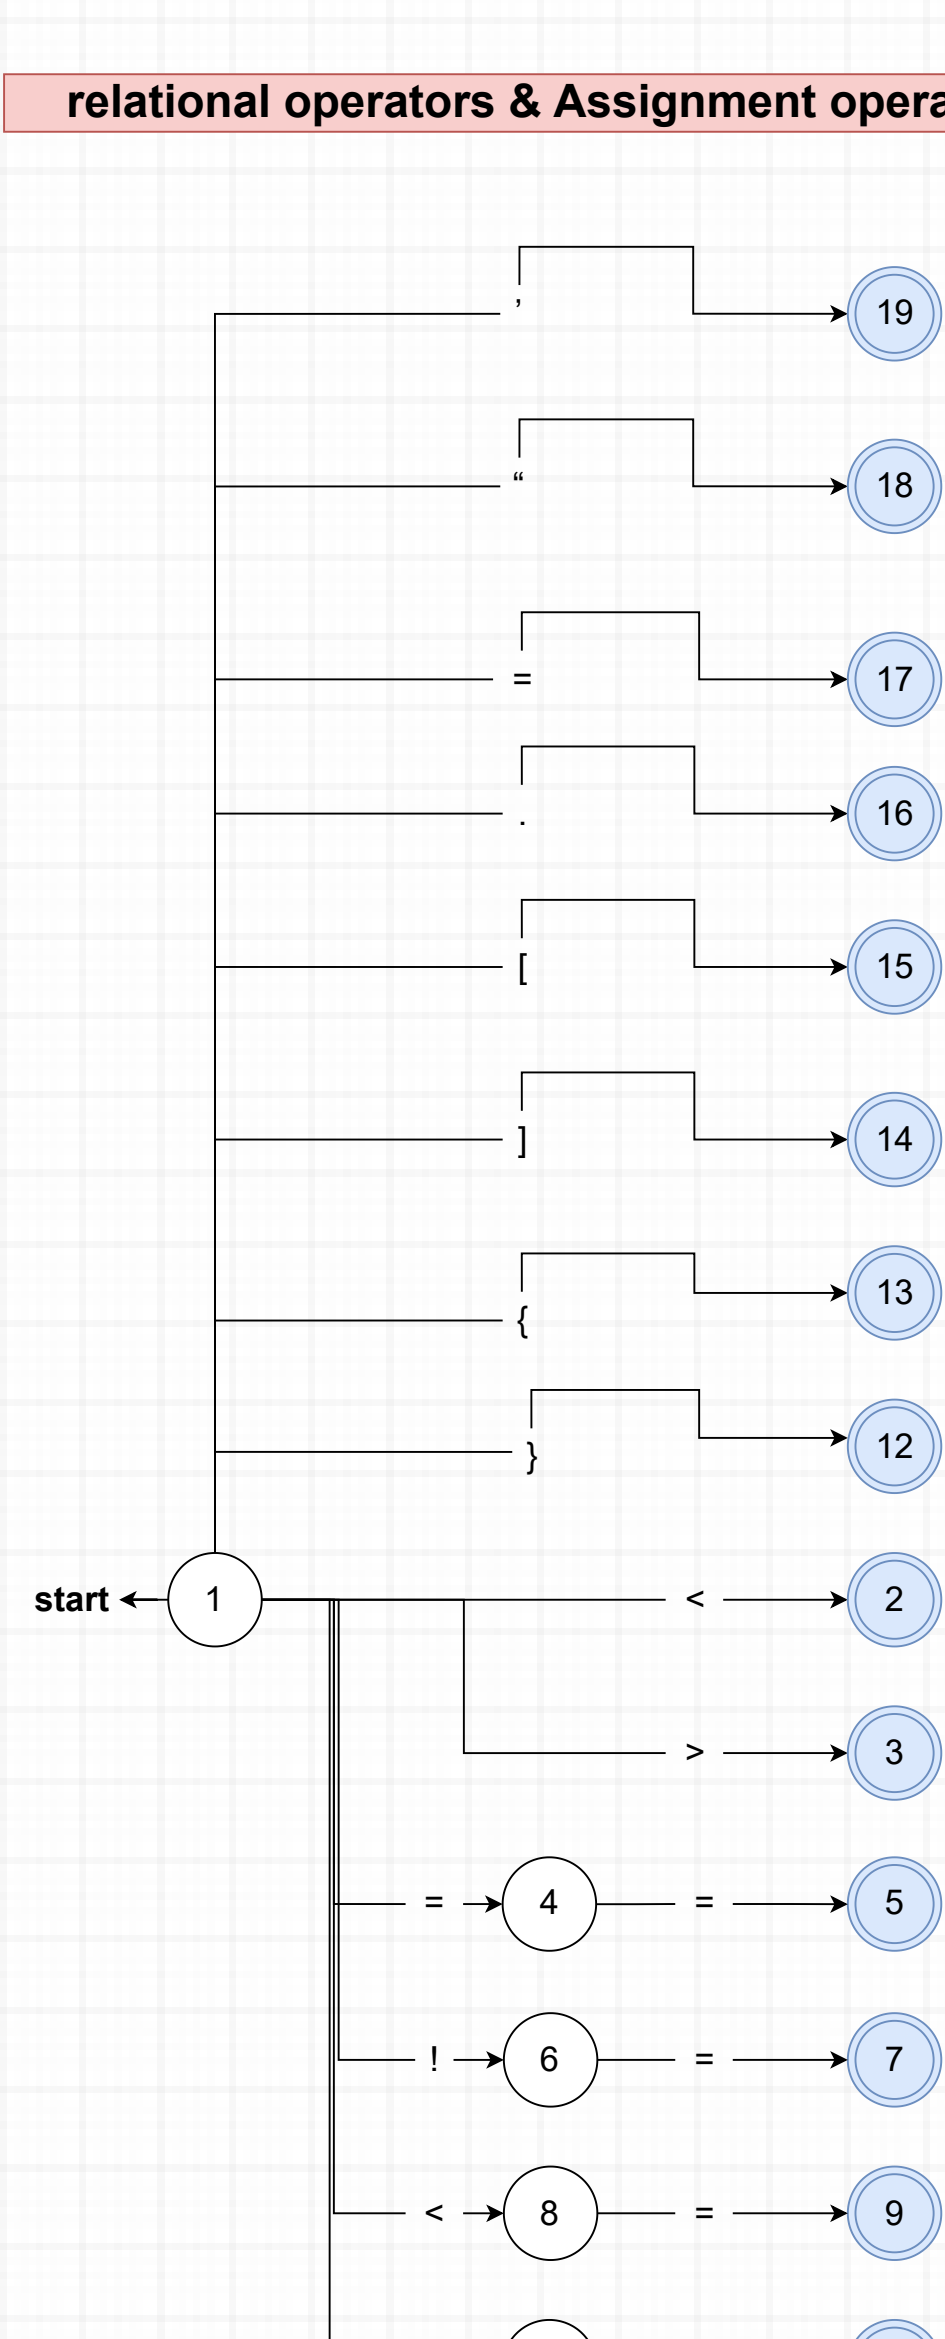 relational operators & Assignment opera
’ 19
“ 18
= 17
. 16
[ 15
] 14
{ 13
} 12
start 1 < 2
> 3
= 4 = 5
! 6 = 7
< 8 = 9